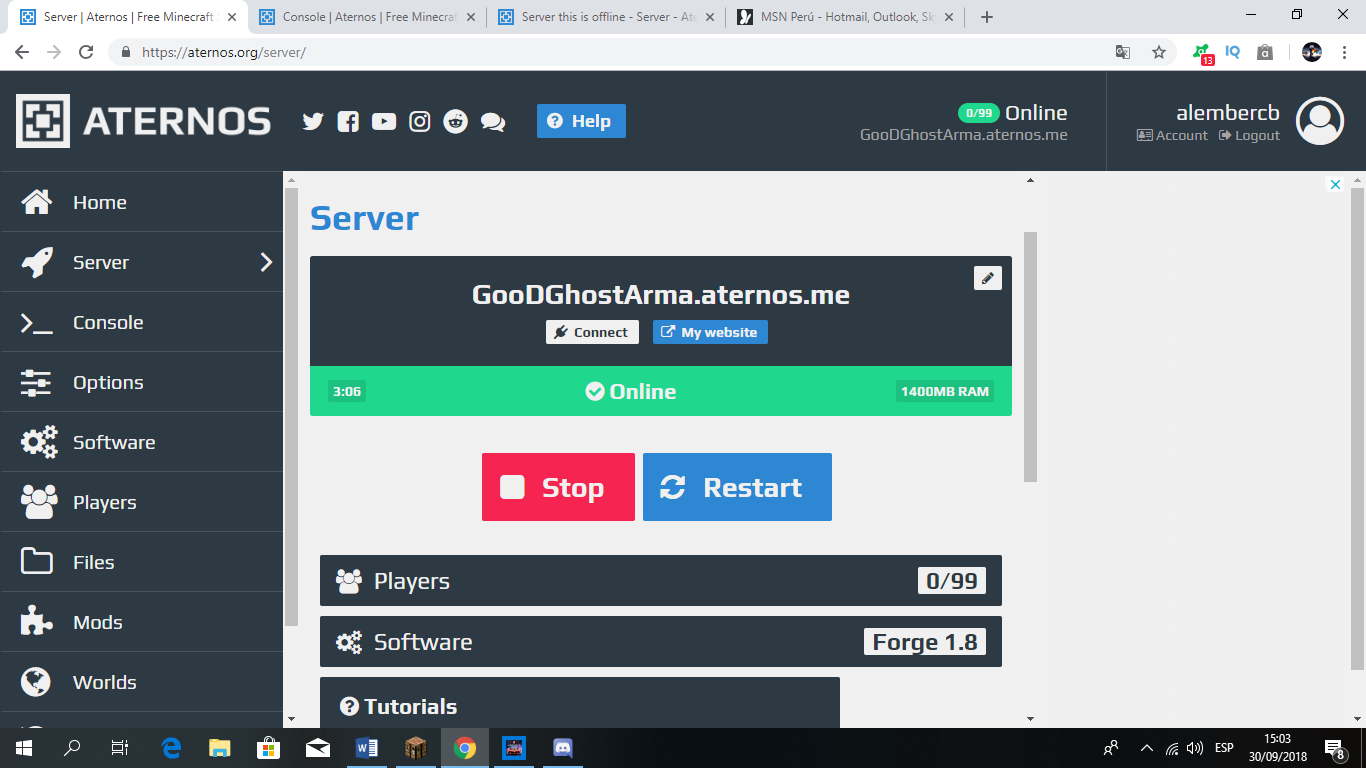 Server | Aternos | Free Minecraft
Console | Aternos | Free Minecraf
Server this is offline - Server - Ate
MSN Perú - Hotmail, Outlook, Sk
https://aternos.org/server/
13
IQ
a
ATERNOS
Help
0/99 Online
GooDGhostArma.aternos.me
alembercb
Account Logout
Home
Server
Console
Options
Software
Players
Files
Mods
Worlds
Server
GooDGhostArma.aternos.me
Connect
My website
3:06
Online
1400MB RAM
Stop
Restart
Players
0/99
Software
Forge 1.8
Tutorials
ESP
15:03
30/09/2018
8